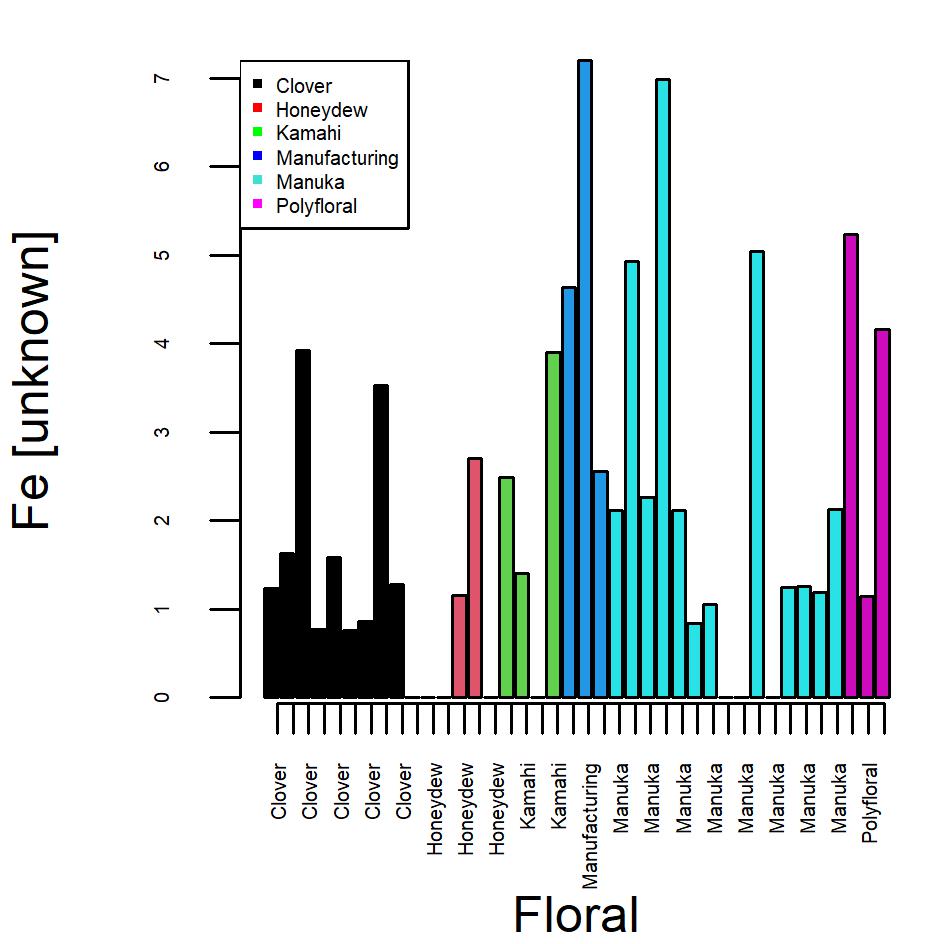 Fe [unknown]
7
6
5
4
3
2
1
0
Clover
Honeydew
Kamahi
Manufacturing
Manuka
Polyfloral
Clover
Clover
Clover
Clover
Clover
Honeydew
Honeydew
Honeydew
Kamahi
Kamahi
Manufacturing
Manuka
Manuka
Manuka
Manuka
Manuka
Manuka
Manuka
Manuka
Polyfloral
Floral